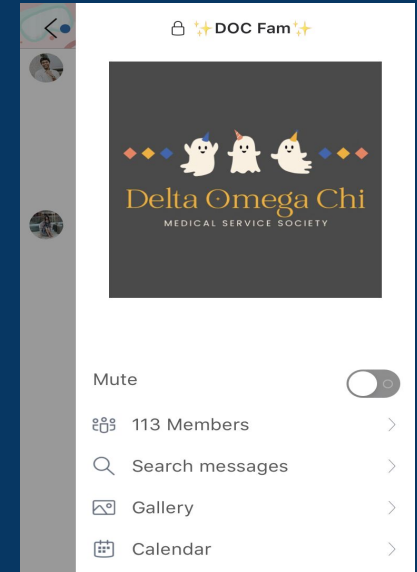 ✨DOC Fam✨
Delta Omega Chi
MEDICAL SERVICE SOCIETY
Mute
113 Members
Search messages
Gallery
Calendar